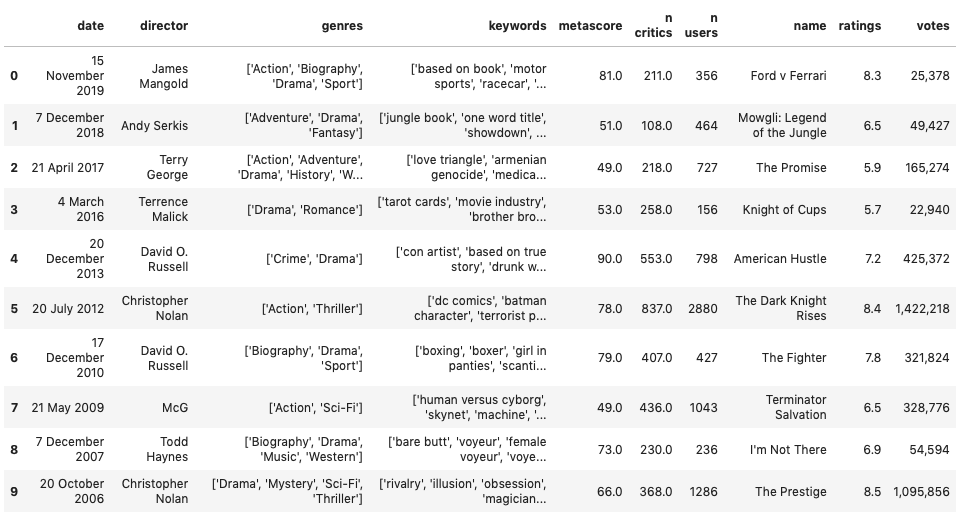 date director genres keywords metascore n critics n users name ratings votes
0 15 November 2019 James Mangold ['Action', 'Biography', 'Drama', 'Sport'] ['based on book', 'motor sports', 'racecar', '... 81.0 211.0 356 Ford v Ferrari 8.3 25,378
1 7 December 2018 Andy Serkis ['Adventure', 'Drama', 'Fantasy'] ['jungle book', 'one word title', 'showdown', ... 51.0 108.0 464 Mowgli: Legend of the Jungle 6.5 49,427
2 21 April 2017 Terry George ['Action', 'Adventure', 'Drama', 'History', 'W... ['love triangle', 'armenian genocide', 'medica... 49.0 218.0 727 The Promise 5.9 165,274
3 4 March 2016 Terrence Malick ['Drama', 'Romance'] ['tarot cards', 'movie industry', 'brother bro... 53.0 258.0 156 Knight of Cups 5.7 22,940
4 20 December 2013 David O. Russell ['Crime', 'Drama'] ['con artist', 'based on true story', 'drunk w... 90.0 553.0 798 American Hustle 7.2 425,372
5 20 July 2012 Christopher Nolan ['Action', 'Thriller'] ['dc comics', 'batman character', 'terrorist p... 78.0 837.0 2880 The Dark Knight Rises 8.4 1,422,218
6 17 December 2010 David O. Russell ['Biography', 'Drama', 'Sport'] ['boxing', 'boxer', 'girl in panties', 'scanti... 79.0 407.0 427 The Fighter 7.8 321,824
7 21 May 2009 McG ['Action', 'Sci-Fi'] ['human versus cyborg', 'skynet', 'machine', '... 49.0 436.0 1043 Terminator Salvation 6.5 328,776
8 7 December 2007 Todd Haynes ['Biography', 'Drama', 'Music', 'Western'] ['bare butt', 'voyeur', 'female voyeur', 'voye... 73.0 230.0 236 I'm Not There 6.9 54,594
9 20 October 2006 Christopher Nolan ['Drama', 'Mystery', 'Sci-Fi', 'Thriller'] ['rivalry', 'illusion', 'obsession', 'magician... 66.0 368.0 1286 The Prestige 8.5 1,095,856